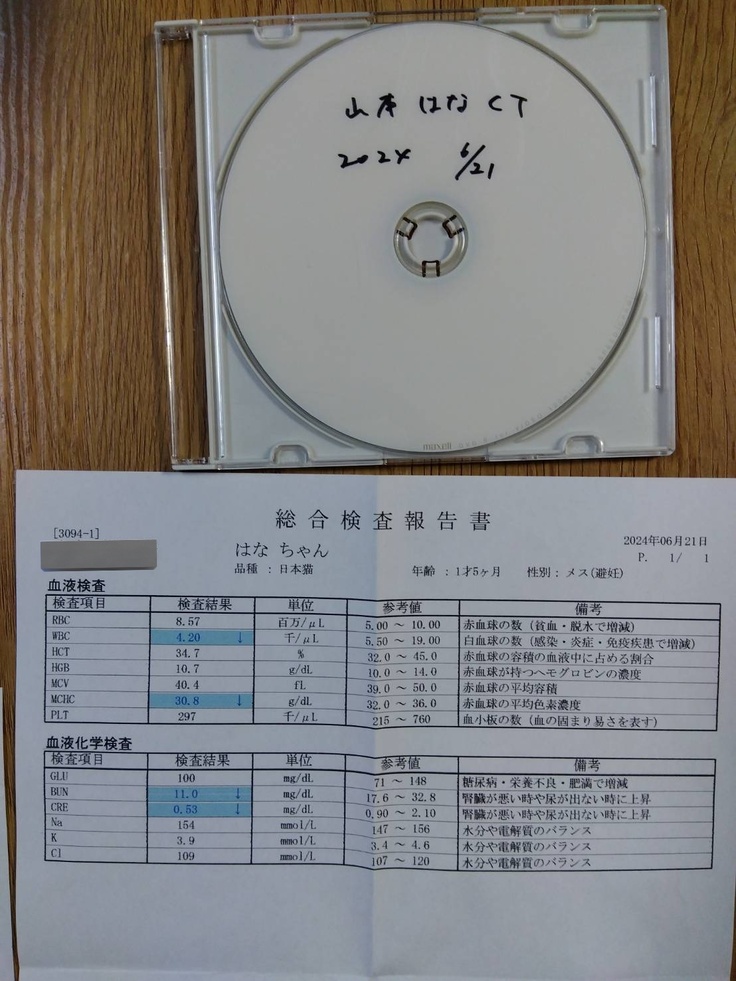 山本 はな CT
2024 6/21
maxell
総合検査報告書
[3094-1]
2024年06月21日
はな ちゃん
P. 1/ 1
品種 : 日本猫 年齢 : 1才5ヶ月 性別 : メス(避妊)
血液検査
検査項目 検査結果 単位 参考値 備考
RBC 8.57 百万/μL 5.00 ～ 10.00 赤血球の数 (貧血・脱水で増減)
WBC 4.20 ↓ 千/μL 5.50 ～ 19.00 白血球の数 (感染・炎症・免疫疾患で増減)
HCT 34.7 % 32.0 ～ 45.0 赤血球の容積の血液中に占める割合
HGB 10.7 g/dL 10.0 ～ 14.0 赤血球が持つヘモグロビンの濃度
MCV 40.4 fL 39.0 ～ 50.0 赤血球の平均容積
MCHC 30.8 ↓ g/dL 32.0 ～ 36.0 赤血球の平均色素濃度
PLT 297 千/μL 215 ～ 760 血小板の数 (血の固まり易さを表す)
血液化学検査
検査項目 検査結果 単位 参考値 備考
GLU 100 mg/dL 71 ～ 148 糖尿病・栄養不良・肥満で増減
BUN 11.0 ↓ mg/dL 17.6 ～ 32.8 腎臓が悪い時や尿が出ない時に上昇
CRE 0.53 ↓ mg/dL 0.90 ～ 2.10 腎臓が悪い時や尿が出ない時に上昇
Na 154 mmol/L 147 ～ 156 水分や電解質のバランス
K 3.9 mmol/L 3.4 ～ 4.6 水分や電解質のバランス
Cl 109 mmol/L 107 ～ 120 水分や電解質のバランス